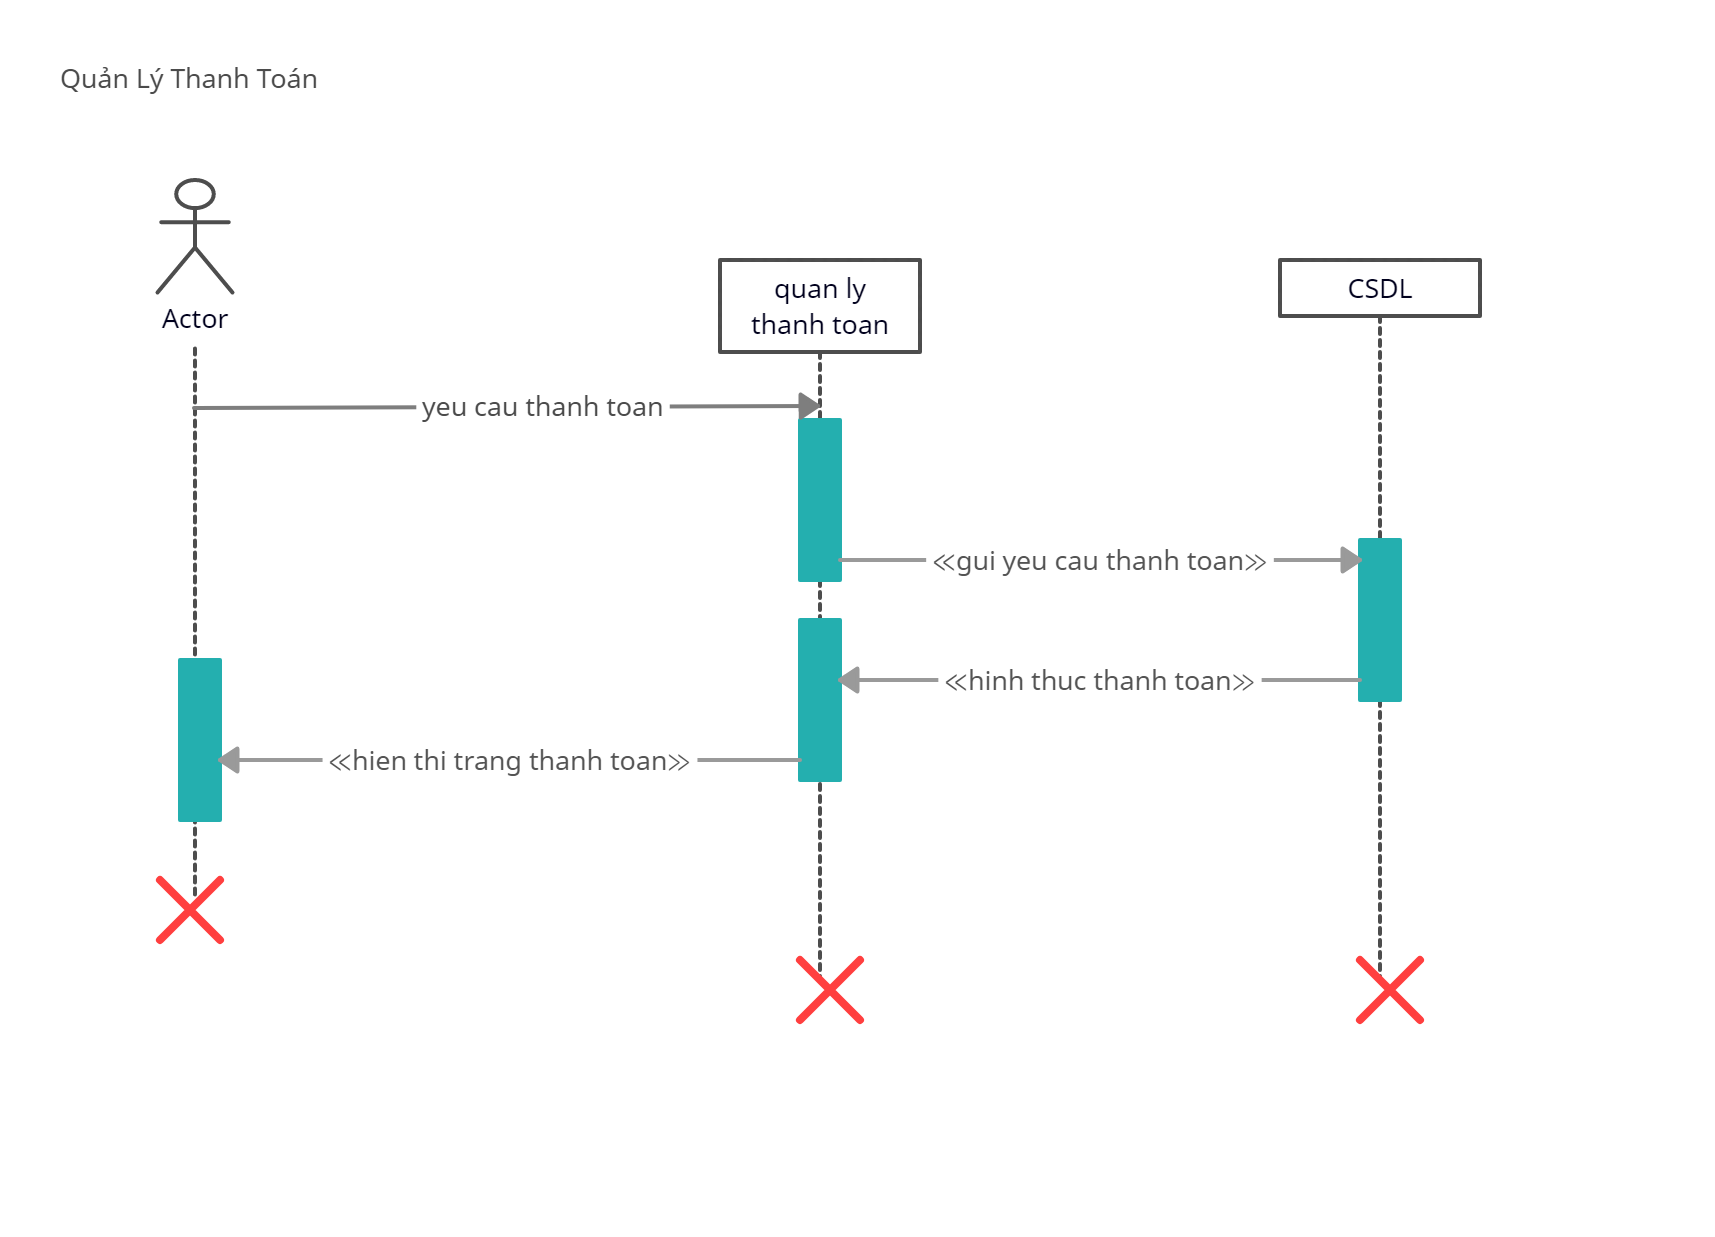 Quản Lý Thanh Toán
Actor
quan ly
thanh toan
CSDL
yeu cau thanh toan
≪gui yeu cau thanh toan≫
≪hinh thuc thanh toan≫
≪hien thi trang thanh toan≫